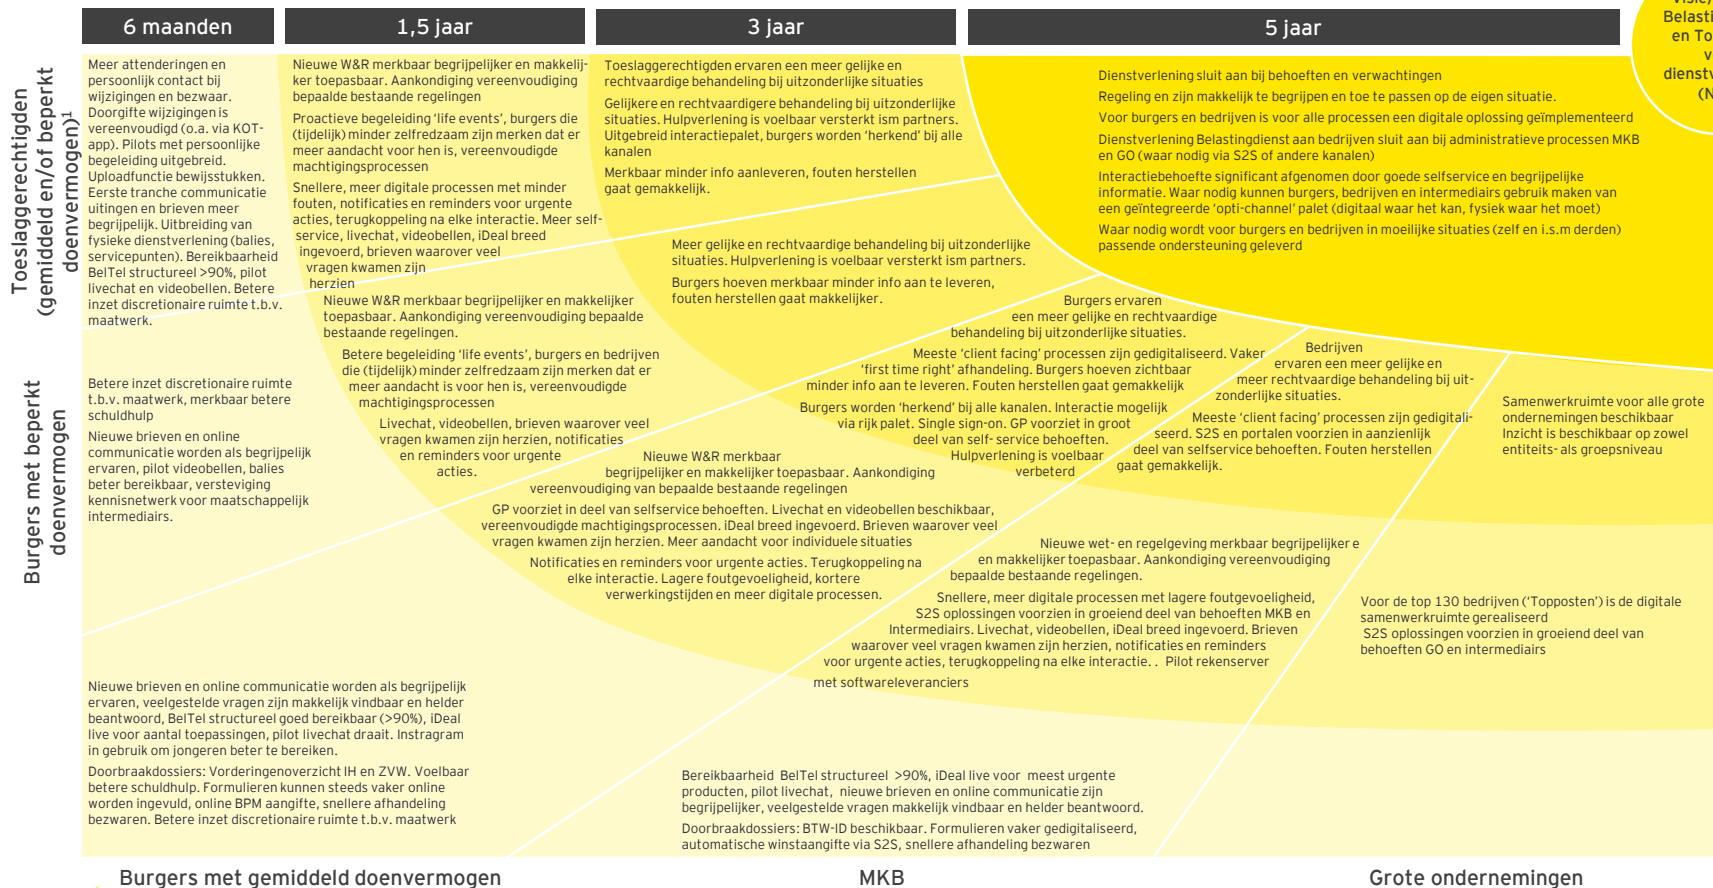 6 maanden
1,5 jaar
3 jaar
5 jaar
Belasti
en To
v
dienstv
(N
Toeslaggerechtigden
(gemiddeld en/of beperkt
doenvermogen)¹
Meer attenderingen en
persoonlijk contact bij
wijzigingen en bezwaar.
Doorgifte wijzigingen is
vereenvoudigd (o.a. via KOT-
app). Pilots met persoonlijke
begeleiding uitgebreid.
Uploadfunctie bewijsstukken.
Eerste tranche communicatie
uitingen en brieven meer
begrijpelijk. Uitbreiding van
fysieke dienstverlening (balies,
servicepunten). Bereikbaarheid
BelTel structureel >90%, pilot
livechat en videobellen. Betere
inzet discretionaire ruimte t.b.v.
maatwerk.
Nieuwe W&R merkbaar begrijpelijker en makkelij-
ker toepasbaar. Aankondiging vereenvoudiging
bepaalde bestaande regelingen
Proactieve begeleiding 'life events', burgers die
(tijdelijk) minder zelfredzaam zijn merken dat er
meer aandacht voor hen is, vereenvoudigde
machtigingsprocessen
Snellere, meer digitale processen met minder
fouten, notificaties en reminders voor urgente
acties, terugkoppeling na elke interactie. Meer self-
service, livechat, videobellen, iDeal breed
ingevoerd, brieven waarover veel
vragen kwamen zijn
herzien
Toeslaggerechtigden ervaren een meer gelijke en
rechtvaardige behandeling bij uitzonderlijke situaties
Gelijkere en rechtvaardigere behandeling bij uitzonderlijke
situaties. Hulpverlening is voelbaar versterkt ism partners.
Uitgebreid interactiepalet, burgers worden 'herkend' bij alle
kanalen
Merkbaar minder info aanleveren, fouten herstellen
gaat gemakkelijk.
Dienstverlening sluit aan bij behoeften en verwachtingen
Regeling en zijn makkelijk te begrijpen en toe te passen op de eigen situatie.
Voor burgers en bedrijven is voor alle processen een digitale oplossing geïmplementeerd
Dienstverlening Belastingdienst aan bedrijven sluit aan bij administratieve processen MKB
en GO (waar nodig via S2S of andere kanalen)
Interactiebehoefte significant afgenomen door goede selfservice en begrijpelijke
informatie. Waar nodig kunnen burgers, bedrijven en intermediairs gebruik maken van
een geïntegreerde 'opti-channel' palet (digitaal waar het kan, fysiek waar het moet)
Waar nodig wordt voor burgers en bedrijven in moeilijke situaties (zelf en i.s.m derden)
passende ondersteuning geleverd
Burgers met beperkt
doenvermogen
Betere inzet discretionaire ruimte
t.b.v. maatwerk, merkbaar betere
schuldhulp
Nieuwe brieven en online
communicatie worden als begrijpelijk
ervaren, pilot videobellen, balies
beter bereikbaar, versteviging
kennisnetwerk voor maatschappelijk
intermediairs.
Nieuwe W&R merkbaar begrijpelijker en makkelijker
toepasbaar. Aankondiging vereenvoudiging bepaalde
bestaande regelingen.
Betere begeleiding 'life events', burgers en bedrijven
die (tijdelijk) minder zelfredzaam zijn merken dat er
meer aandacht is voor hen is, vereenvoudigde
machtigingsprocessen
Livechat, videobellen, brieven waarover veel
vragen kwamen zijn herzien, notificaties
en reminders voor urgente
acties.
Meer gelijke en rechtvaardige behandeling bij uitzonderlijke
situaties. Hulpverlening is voelbaar versterkt ism partners.
Burgers hoeven merkbaar minder info aan te leveren,
fouten herstellen gaat makkelijker.
Burgers ervaren
een meer gelijke en rechtvaardige
behandeling bij uitzonderlijke situaties.
Meeste 'client facing' processen zijn gedigitaliseerd. Vaker
'first time right' afhandeling. Burgers hoeven zichtbaar
minder info aan te leveren. Fouten herstellen gaat gemakkelijk
Burgers worden 'herkend' bij alle kanalen. Interactie mogelijk
via rijk palet. Single sign-on. GP voorziet in groot
deel van self- service behoeften.
Hulpverlening is voelbaar
verbeterd
Bedrijven
ervaren een meer gelijke en
meer rechtvaardige behandeling bij uit-
zonderlijke situaties.
Meeste 'client facing' processen zijn gedigitali-
seerd. S2S en portalen voorzien in aanzienlijk
deel van selfservice behoeften. Fouten herstellen
gaat gemakkelijk.
Samenwerkruimte voor alle grote
ondernemingen beschikbaar
Inzicht is beschikbaar op zowel
entiteits- als groepsniveau
Nieuwe W&R merkbaar
begrijpelijker en makkelijker toepasbaar. Aankondiging
vereenvoudiging van bepaalde bestaande regelingen
GP voorziet in deel van selfservice behoeften. Livechat en videobellen beschikbaar,
vereenvoudigde machtigingsprocessen. iDeal breed ingevoerd. Brieven waarover veel
vragen kwamen zijn herzien. Meer aandacht voor individuele situaties
Notificaties en reminders voor urgente acties. Terugkoppeling na
elke interactie. Lagere foutgevoeligheid, kortere
verwerkingstijden en meer digitale processen.
Nieuwe wet- en regelgeving merkbaar begrijpelijker e
en makkelijker toepasbaar. Aankondiging vereenvoudiging
bepaalde bestaande regelingen.
Snellere, meer digitale processen met lagere foutgevoeligheid,
S2S oplossingen voorzien in groeiend deel van behoeften MKB en
Intermediairs. Livechat, videobellen, iDeal breed ingevoerd. Brieven
waarover veel vragen kwamen zijn herzien, notificaties en reminders
voor urgente acties, terugkoppeling na elke interactie. . Pilot rekenserver
met softwareleveranciers
Voor de top 130 bedrijven ('Topposten') is de digitale
samenwerkruimte gerealiseerd
S2S oplossingen voorzien in groeiend deel van
behoeften GO en intermediairs
Nieuwe brieven en online communicatie worden als begrijpelijk
ervaren, veelgestelde vragen zijn makkelijk vindbaar en helder
beantwoord, BelTel structureel goed bereikbaar (>90%), iDeal
live voor aantal toepassingen, pilot livechat draait. Instragram
in gebruik om jongeren beter te bereiken.
Doorbraakdossiers: Vorderingenoverzicht IH en ZVW. Voelbaar
betere schuldhulp. Formulieren kunnen steeds vaker online
worden ingevuld, online BPM aangifte, snellere afhandeling
bezwaren. Betere inzet discretionaire ruimte t.b.v. maatwerk
Bereikbaarheid BelTel structureel >90%, iDeal live voor meest urgente
producten, pilot livechat, nieuwe brieven en online communicatie zijn
begrijpelijker, veelgestelde vragen makkelijk vindbaar en helder beantwoord.
Doorbraakdossiers: BTW-ID beschikbaar. Formulieren vaker gedigitaliseerd,
automatische winstaangifte via S2S, snellere afhandeling bezwaren
Burgers met gemiddeld doenvermogen
MKB
Grote ondernemingen